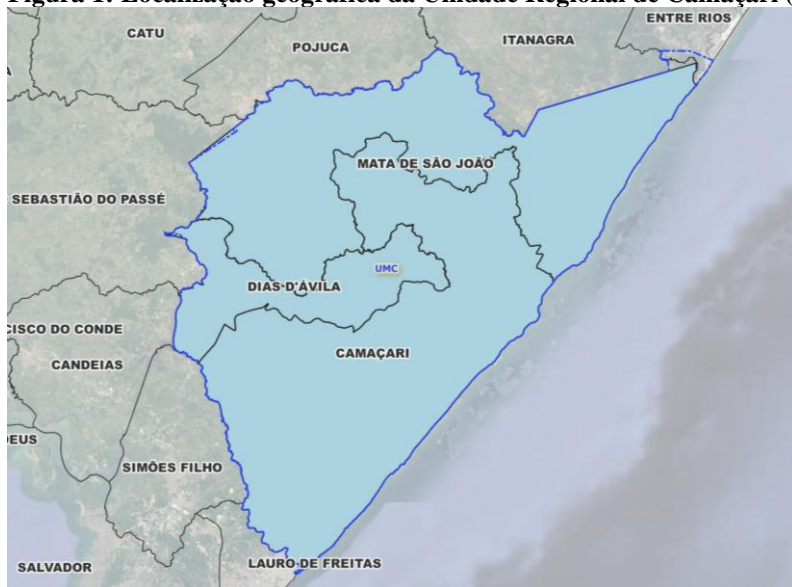 Figura 1. Localização geográfica da Unidade Regional de Camaçari (
ENTRE RIOS
CATU
ITANAGRA
POJUCA
MATA DE SÃO JOÃO
SEBASTIÃO DO PASSÉ
UMC
DIAS D'ÁVILA
CISCO DO CONDE
CAMAÇARI
CANDEIAS
EUS
SIMÕES FILHO
LAURO DE FREITAS
SALVADOR